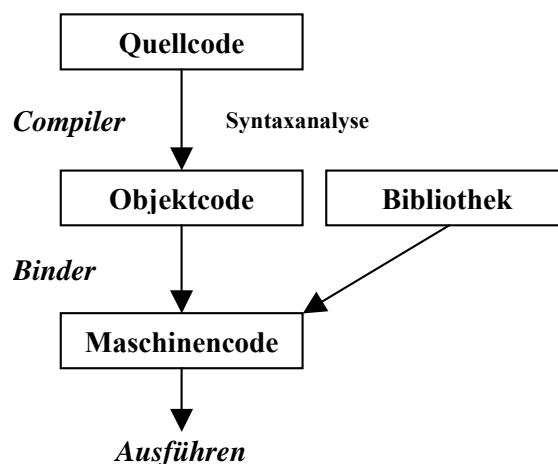 Quellcode
Compiler
Syntaxanalyse
Objektcode
Bibliothek
Binder
Maschinencode
Ausführen